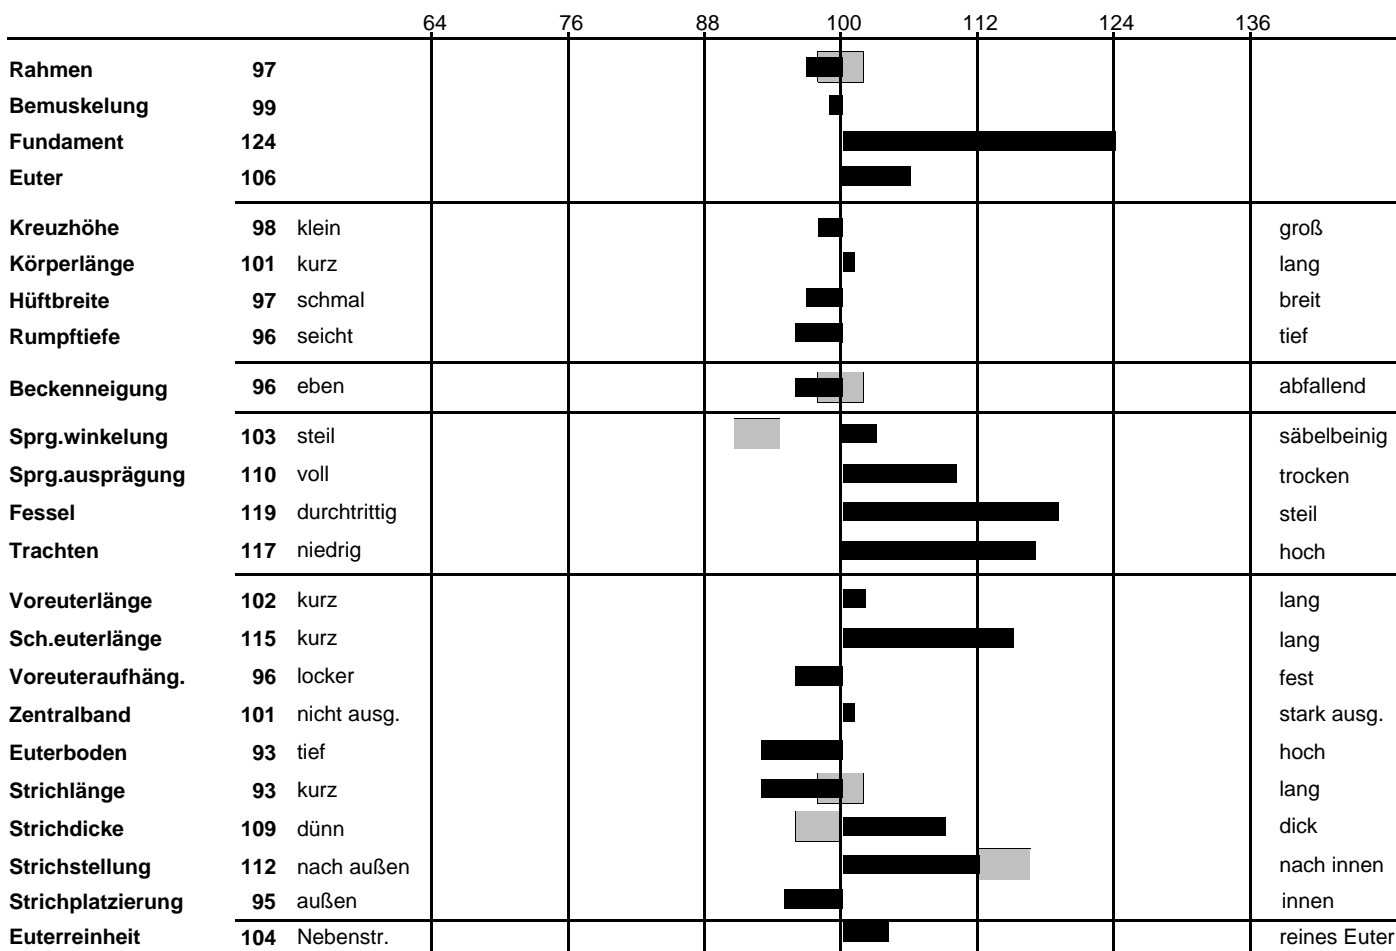 64 76 88 100 112 124 136
Rahmen 97
Bemuskelung 99
Fundament 124
Euter 106
Kreuzhöhe 98 klein groß
Körperlänge 101 kurz lang
Hüftbreite 97 schmal breit
Rumpftiefe 96 seicht tief
Beckenneigung 96 eben abfallend
Sprg.winkelung 103 steil säbelbeinig
Sprg.ausprägung 110 voll trocken
Fessel 119 durchtrittig steil
Trachten 117 niedrig hoch
Voreuterlänge 102 kurz lang
Sch.euterlänge 115 kurz lang
Voreuteraufhäng. 96 locker fest
Zentralband 101 nicht ausg. stark ausg.
Euterboden 93 tief hoch
Strichlänge 93 kurz lang
Strichdicke 109 dünn dick
Strichstellung 112 nach außen nach innen
Strichplatzierung 95 außen innen
Euterreinheit 104 Nebenstr. reines Euter